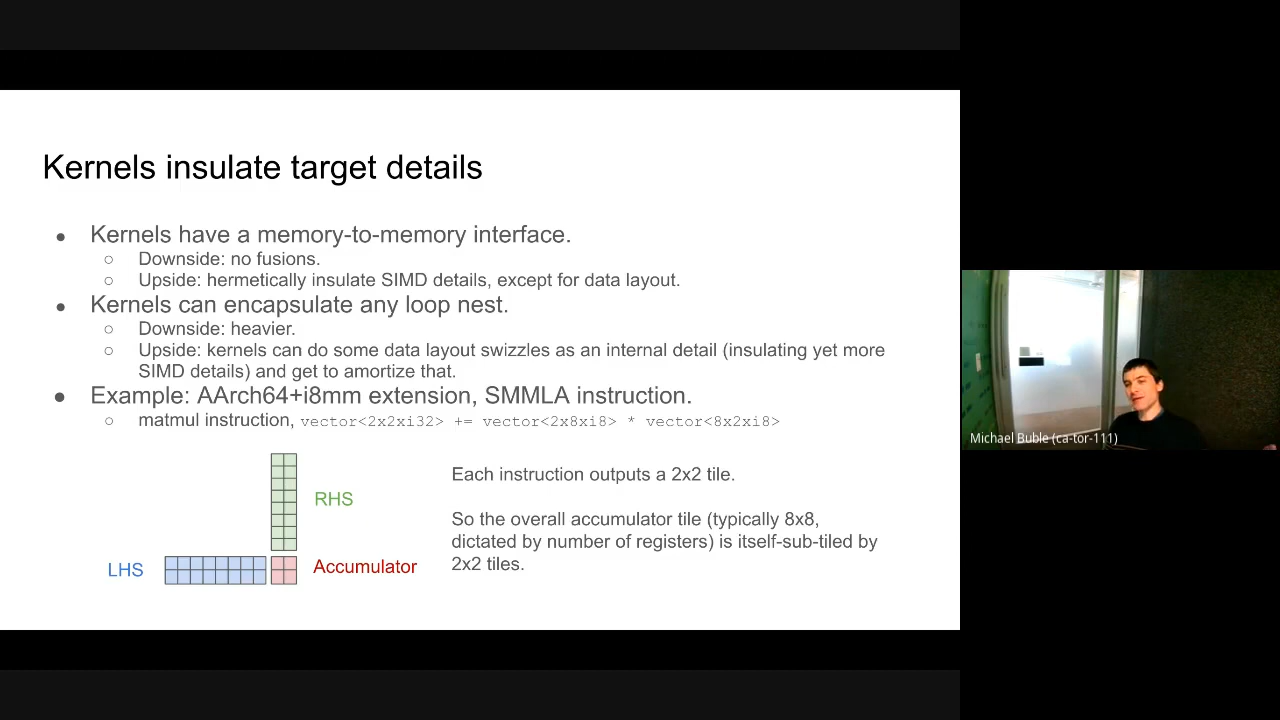 Kernels insulate target details
● Kernels have a memory-to-memory interface.
○ Downside: no fusions.
○ Upside: hermetically insulate SIMD details, except for data layout.
● Kernels can encapsulate any loop nest.
○ Downside: heavier.
○ Upside: kernels can do some data layout swizzles as an internal detail (insulating yet more
SIMD details) and get to amortize that.
● Example: AArch64+i8mm extension, SMMLA instruction.
○ matmul instruction, vector<2x2xi32> += vector<2x8xi8> * vector<8x2xi8>
RHS
LHS
Accumulator
Each instruction outputs a 2x2 tile.
So the overall accumulator tile (typically 8x8,
dictated by number of registers) is itself-sub-tiled by
2x2 tiles.
Michael Buble (ca-tor-111)